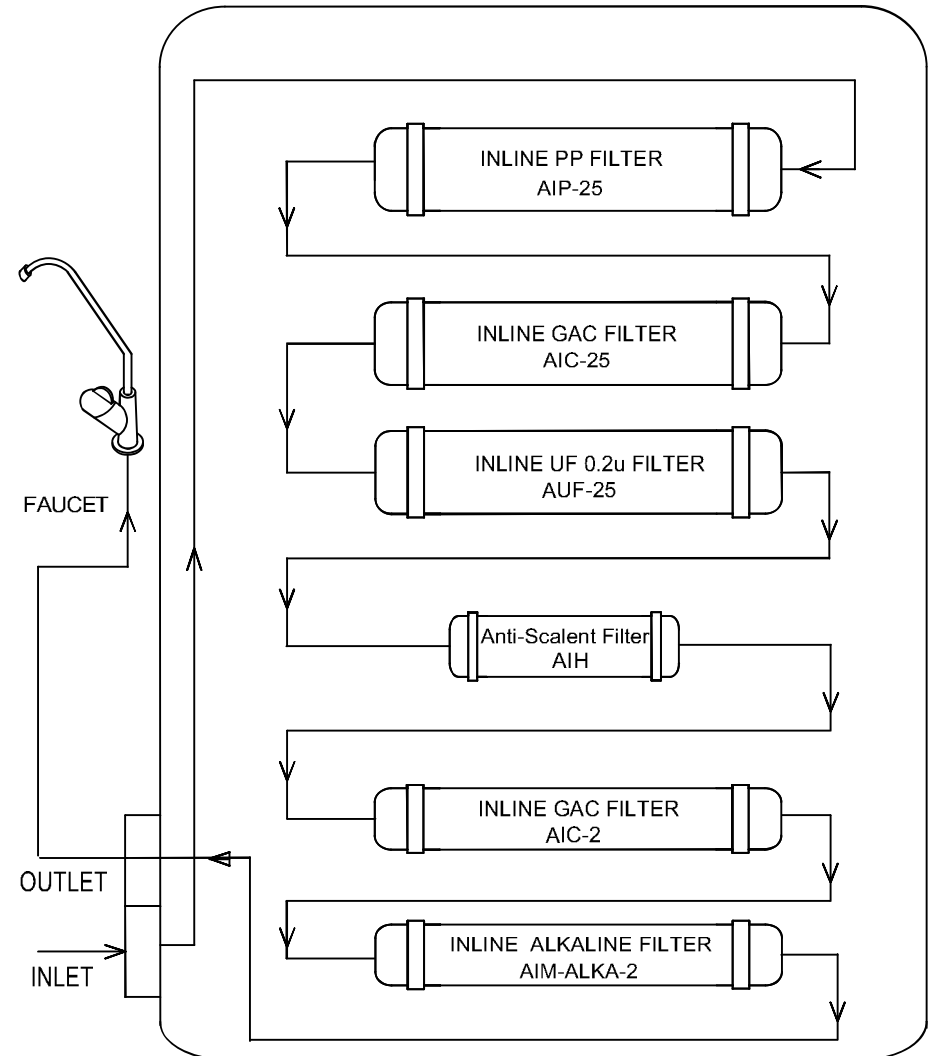 INLINE PP FILTER
AIP-25
INLINE GAC FILTER
AIC-25
INLINE UF 0.2u FILTER
AUF-25
FAUCET
Anti-Scalent Filter
AIH
INLINE GAC FILTER
AIC-2
OUTLET
INLINE ALKALINE FILTER
AIM-ALKA-2
INLET